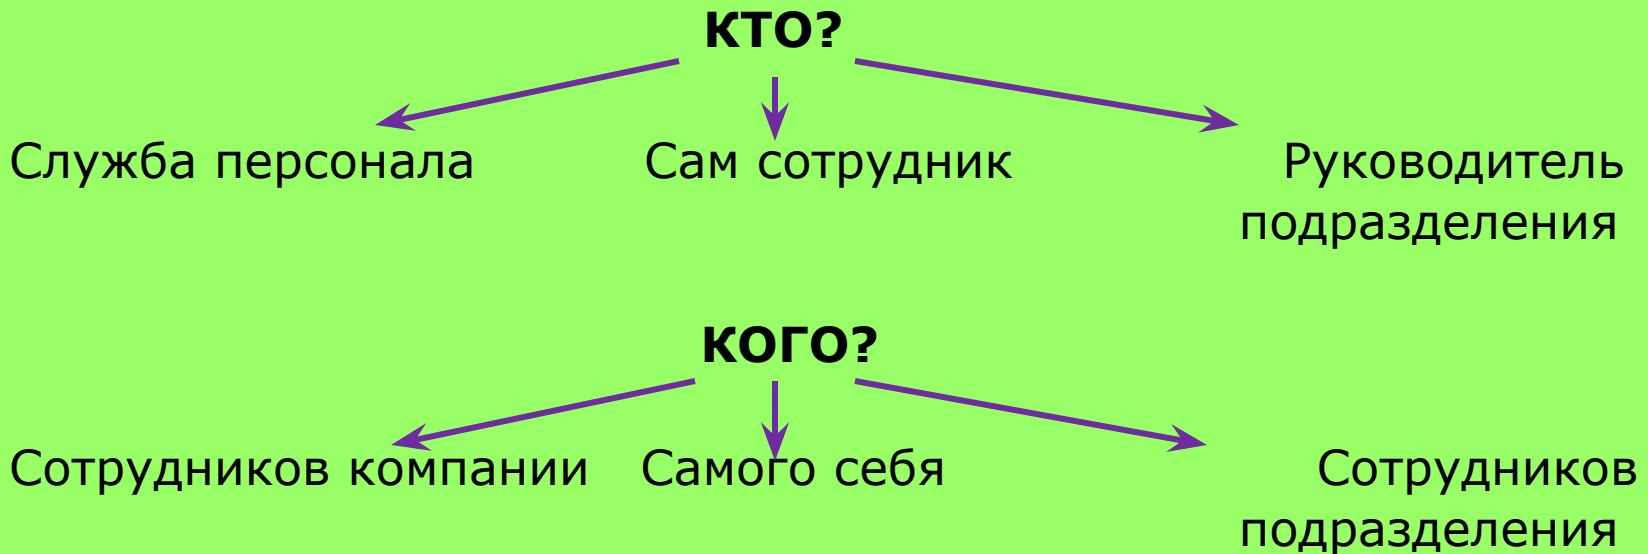 КТО?
Служба персонала Сам сотрудник Руководитель
подразделения
КОГО?
Сотрудников компании Самого себя Сотрудников
подразделения